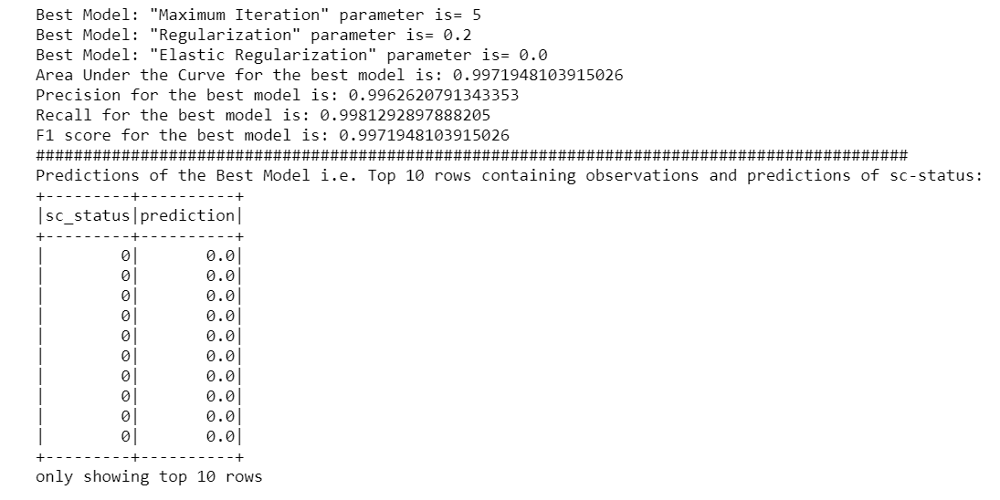 Best Model: "Maximum Iteration" parameter is= 5
Best Model: "Regularization" parameter is= 0.2
Best Model: "Elastic Regularization" parameter is= 0.0
Area Under the Curve for the best model is: 0.9971948103915026
Precision for the best model is: 0.9962620791343353
Recall for the best model is: 0.9981292897888205
F1 score for the best model is: 0.9971948103915026
############################################################################################
Predictions of the Best Model i.e. Top 10 rows containing observations and predictions of sc-status:
+---------+----------+
|sc_status|prediction|
+---------+----------+
|        0|       0.0|
|        0|       0.0|
|        0|       0.0|
|        0|       0.0|
|        0|       0.0|
|        0|       0.0|
|        0|       0.0|
|        0|       0.0|
|        0|       0.0|
|        0|       0.0|
+---------+----------+
only showing top 10 rows